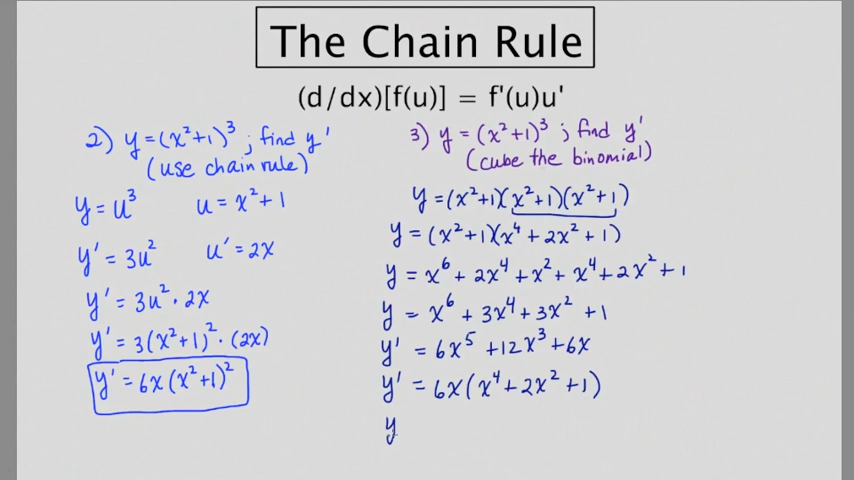 The Chain Rule
(d/dx)[f(u)] = f'(u)u'
2) y = (x²+1)³ ; find y'
(use chain rule)
y = u³ u = x²+1
y' = 3u² u' = 2x
y' = 3u² · 2x
y' = 3(x²+1)² · (2x)
y' = 6x(x²+1)²
3) y = (x²+1)³ ; find y'
(cube the binomial)
y = (x²+1)(x²+1)(x²+1)
y = (x²+1)(x⁴ + 2x² + 1)
y = x⁶ + 2x⁴ + x² + x⁴ + 2x² + 1
y = x⁶ + 3x⁴ + 3x² + 1
y' = 6x⁵ + 12x³ + 6x
y' = 6x(x⁴ + 2x² + 1)
y